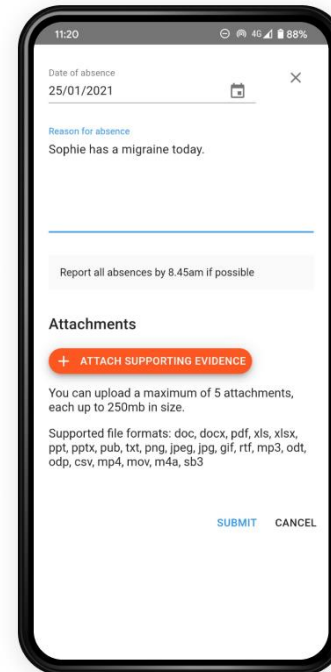 11:20 4G 88%
Date of absence
25/01/2021
Reason for absence
Sophie has a migraine today.
Report all absences by 8.45am if possible
Attachments
+ ATTACH SUPPORTING EVIDENCE
You can upload a maximum of 5 attachments,
each up to 250mb in size.
Supported file formats: doc, docx, pdf, xls, xlsx,
ppt, pptx, pub, txt, png, jpeg, jpg, gif, rtf, mp3, odt,
odp, csv, mp4, mov, m4a, sb3
SUBMIT CANCEL